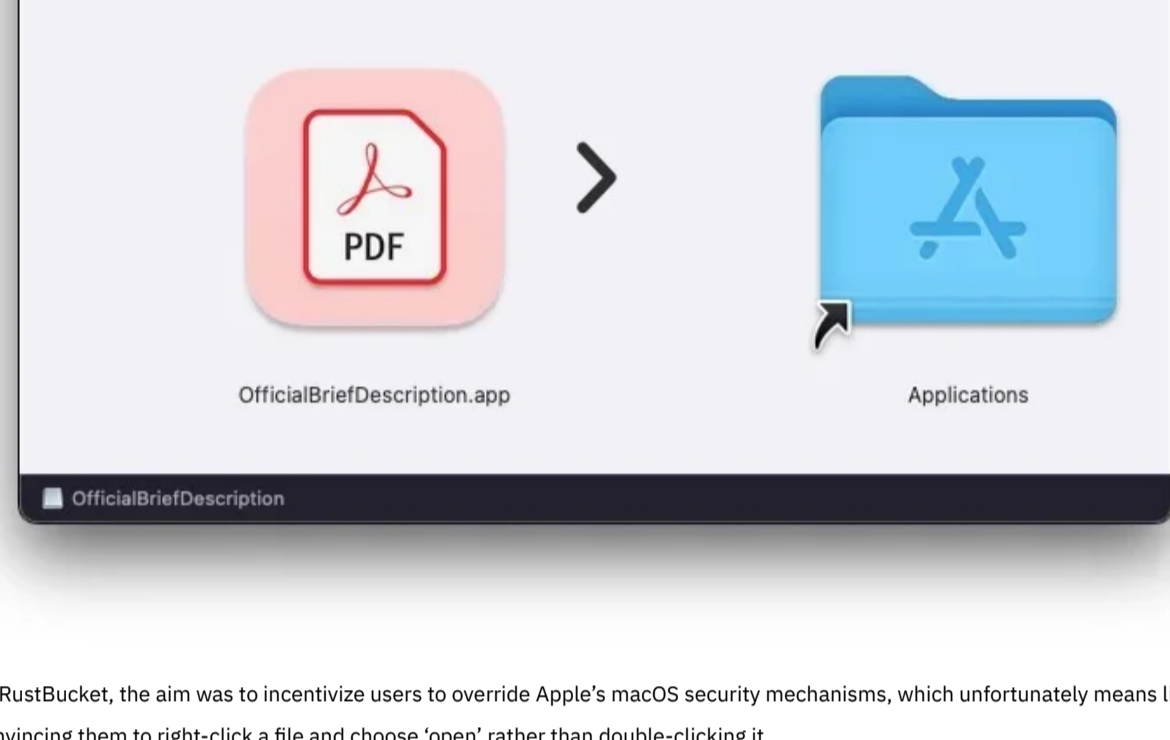 PDF
OfficialBriefDescription.app
Applications
OfficialBriefDescription
RustBucket, the aim was to incentivize users to override Apple’s macOS security mechanisms, which unfortunately means
them to right-click a file and choose ‘open’ rather than double-clicking it